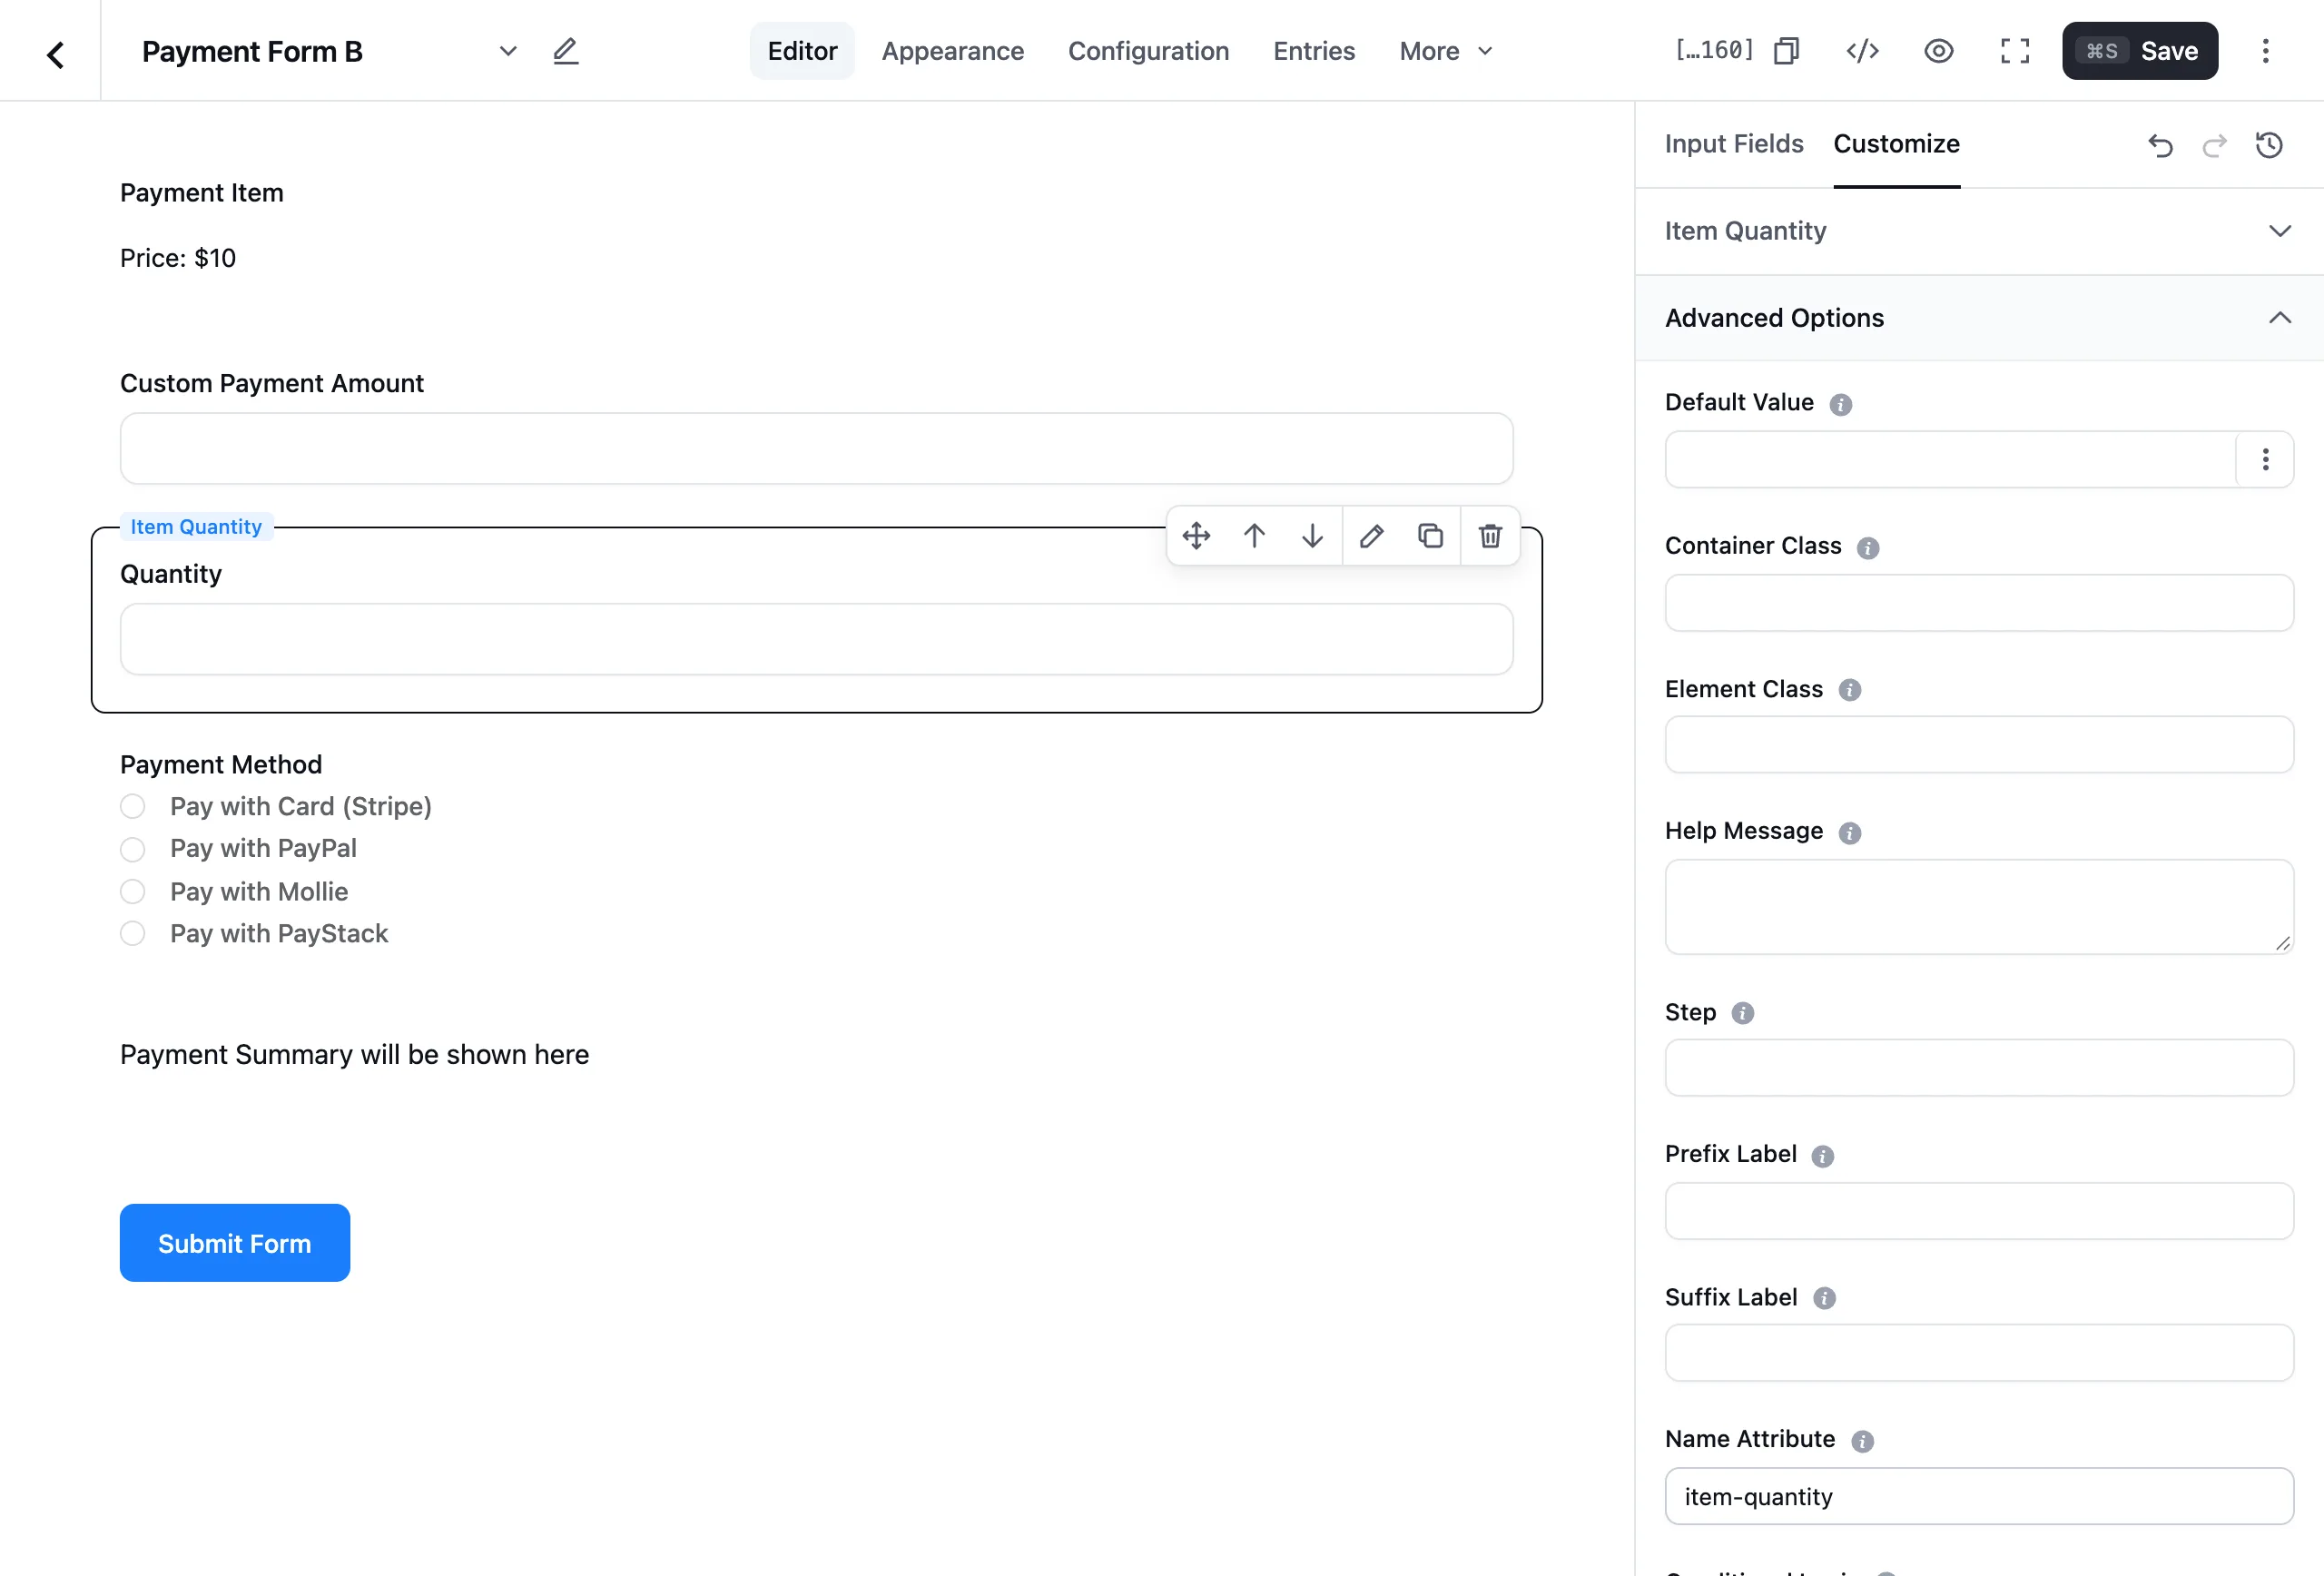 Payment Form B
Editor
Appearance
Configuration
Entries
More
[…160]
⌘S Save
Payment Item
Price: $10
Custom Payment Amount
Item Quantity
Quantity
Payment Method
Pay with Card (Stripe)
Pay with PayPal
Pay with Mollie
Pay with PayStack
Payment Summary will be shown here
Submit Form
Input Fields
Customize
Item Quantity
Advanced Options
Default Value
Container Class
Element Class
Help Message
Step
Prefix Label
Suffix Label
Name Attribute
item-quantity